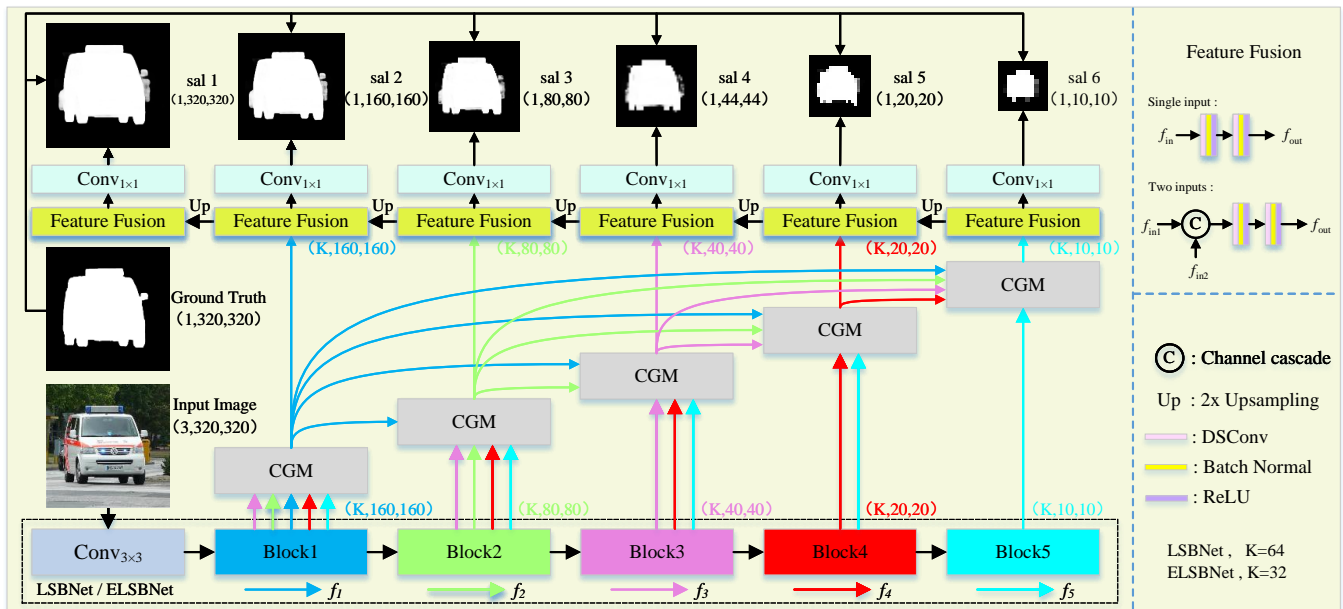 sal 1
(1,320,320)
sal 2
(1,160,160)
sal 3
(1,80,80)
sal 4
(1,44,44)
sal 5
(1,20,20)
sal 6
(1,10,10)
Conv1×1
Conv1×1
Conv1×1
Conv1×1
Conv1×1
Conv1×1
Feature Fusion
Up
Feature Fusion
Up
Feature Fusion
Up
Feature Fusion
Up
Feature Fusion
Up
Feature Fusion
(K,160,160)
(K,80,80)
(K,40,40)
(K,20,20)
(K,10,10)
Ground Truth
(1,320,320)
Input Image
(3,320,320)
CGM
CGM
CGM
CGM
CGM
(K,160,160)
(K,80,80)
(K,40,40)
(K,20,20)
(K,10,10)
Conv3×3
Block1
Block2
Block3
Block4
Block5
LSBNet / ELSBNet
f1
f2
f3
f4
f5
Feature Fusion
Single input :
fin
fout
Two inputs :
fin1
C
fout
fin2
C : Channel cascade
Up : 2x Upsampling
: DSConv
: Batch Normal
: ReLU
LSBNet , K=64
ELSBNet , K=32